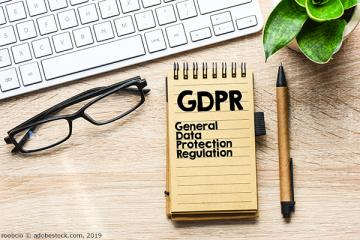 GDPR
General
Data
Protection
Regulation
roobcio © adobestock.com, 2019